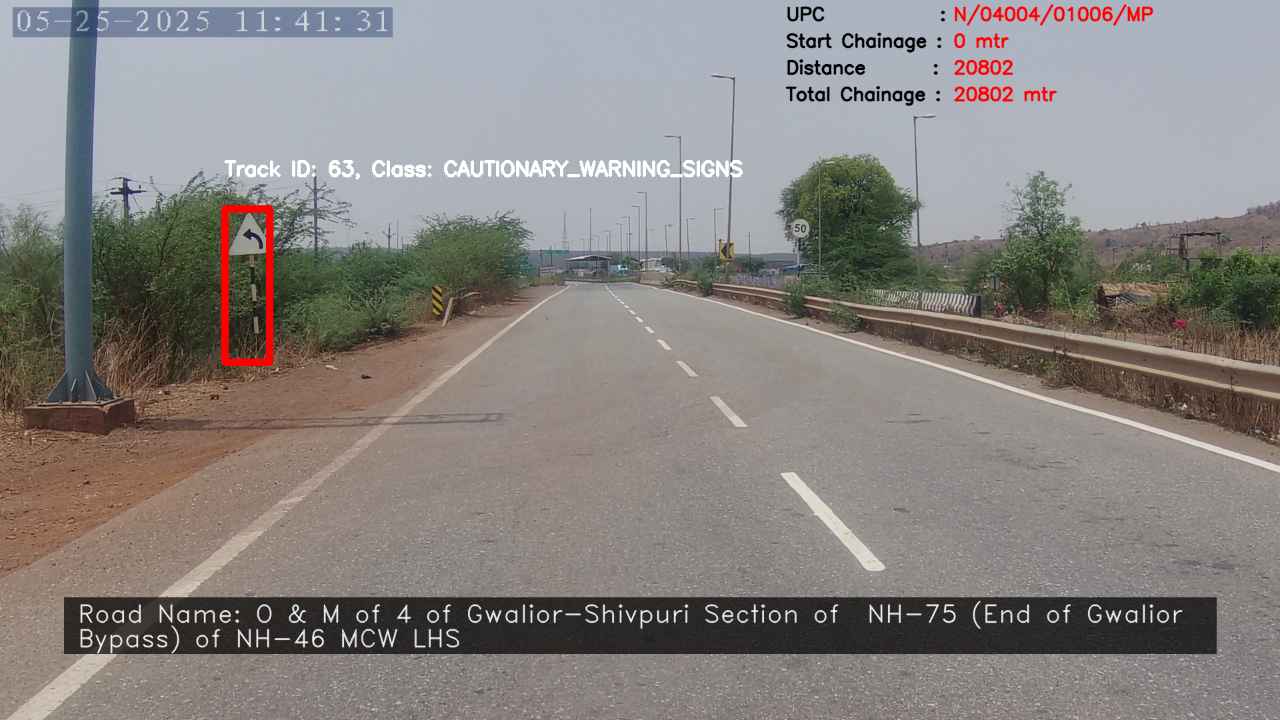 05-25-2025 11:41:31
UPC : N/04004/01006/MP
Start Chainage : 0 mtr
Distance : 20802
Total Chainage : 20802 mtr
Track ID: 63, Class: CAUTIONARY_WARNING_SIGNS
50
Road Name: O & M of 4 of Gwalior-Shivpuri Section of NH-75 (End of Gwalior
Bypass) of NH-46 MCW LHS